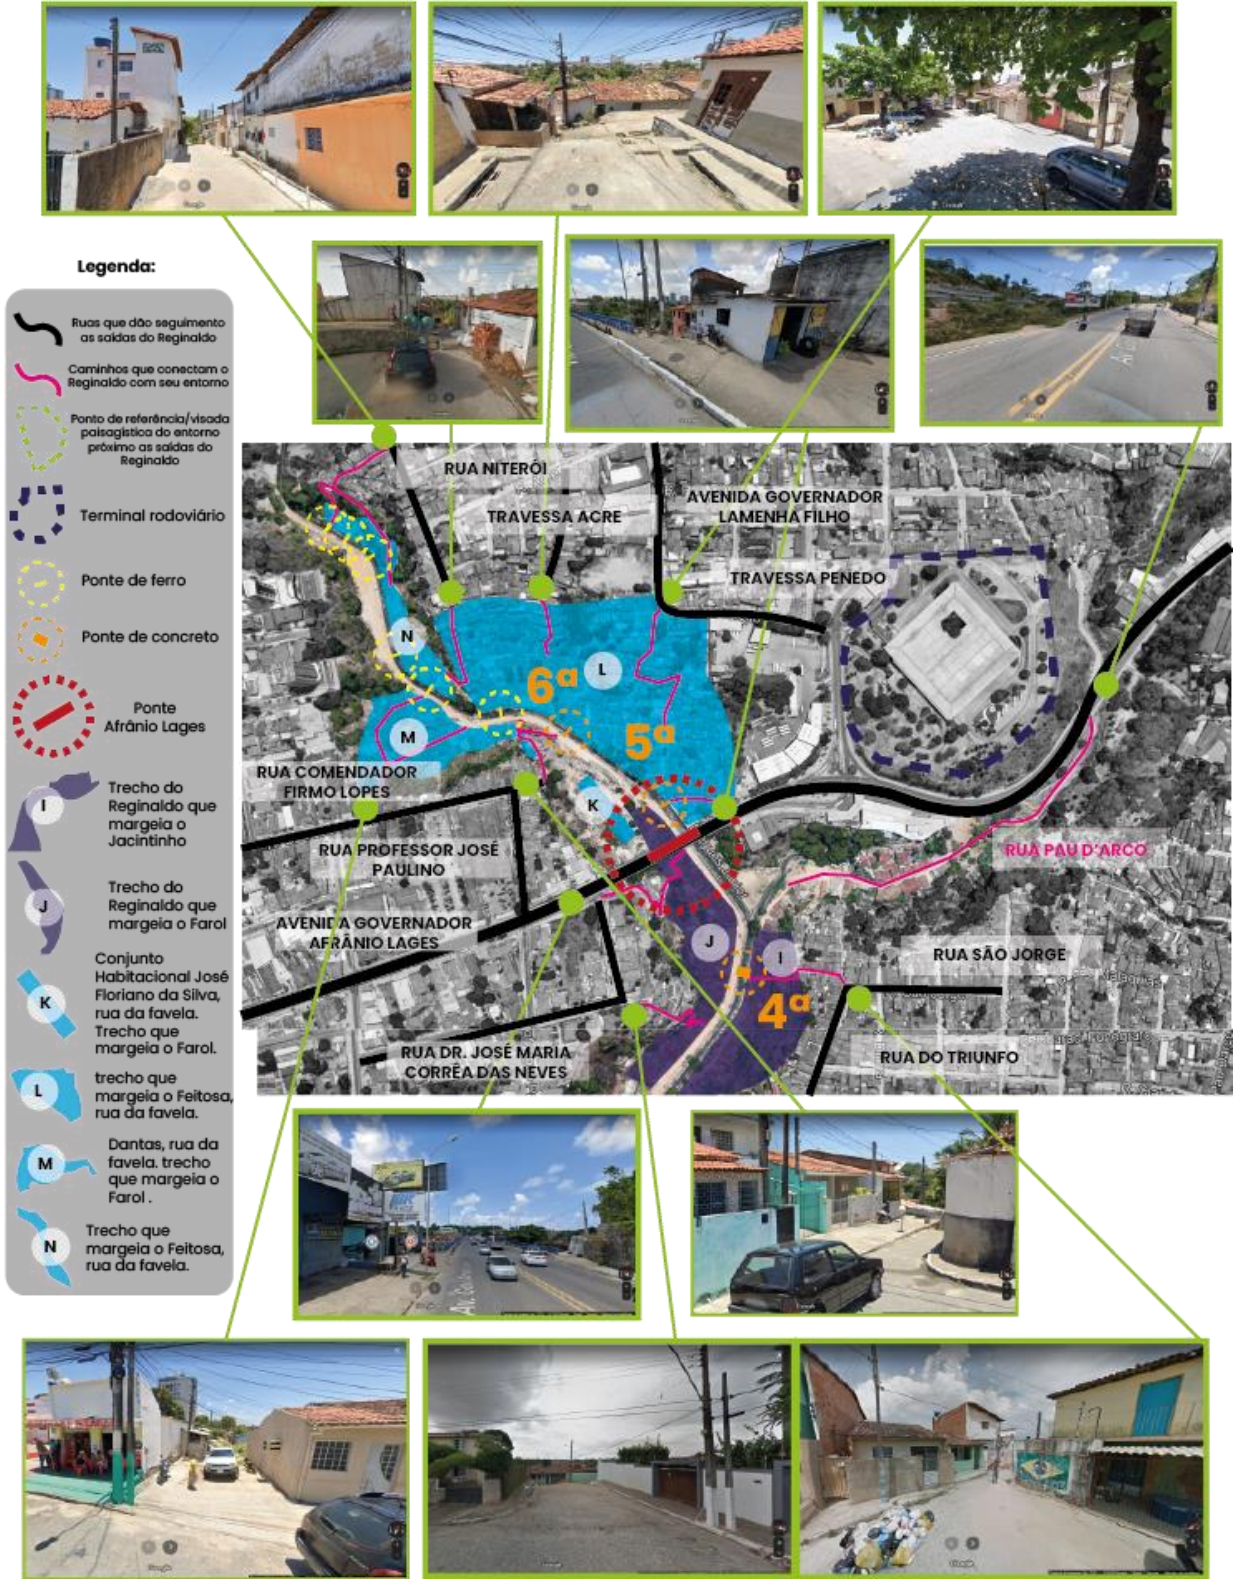 Google
Legenda:
Ruas que dão seguimento
as saídas do Reginaldo
Caminhos que conectam o
Reginaldo com seu entorno
Ponto de referência/visada
paisagística do entorno
próximo as saídas do
Reginaldo
Terminal rodoviário
Ponte de ferro
Ponte de concreto
Ponte
Afrânio Lages
I
Trecho do
Reginaldo que
margeia o
Jacintinho
J
Trecho do
Reginaldo que
margeia o Farol
K
Conjunto
Habitacional José
Floriano da Silva,
rua da favela.
Trecho que
margeia o Farol.
L
trecho que
margeia o Feitosa,
rua da favela.
M
Dantas, rua da
favela. trecho
que margeia o
Farol .
N
Trecho que
margeia o Feitosa,
rua da favela.
RUA NITERÓI
TRAVESSA ACRE
AVENIDA GOVERNADOR
LAMENHA FILHO
TRAVESSA PENEDO
N
L
6ª
5ª
M
K
RUA COMENDADOR
FIRMO LOPES
RUA PROFESSOR JOSÉ
PAULINO
RUA PAU D'ARCO
AVENIDA GOVERNADOR
AFRÂNIO LAGES
J
I
RUA SÃO JORGE
4ª
RUA DR. JOSÉ MARIA
CORRÊA DAS NEVES
RUA DO TRIUNFO
Google
Google